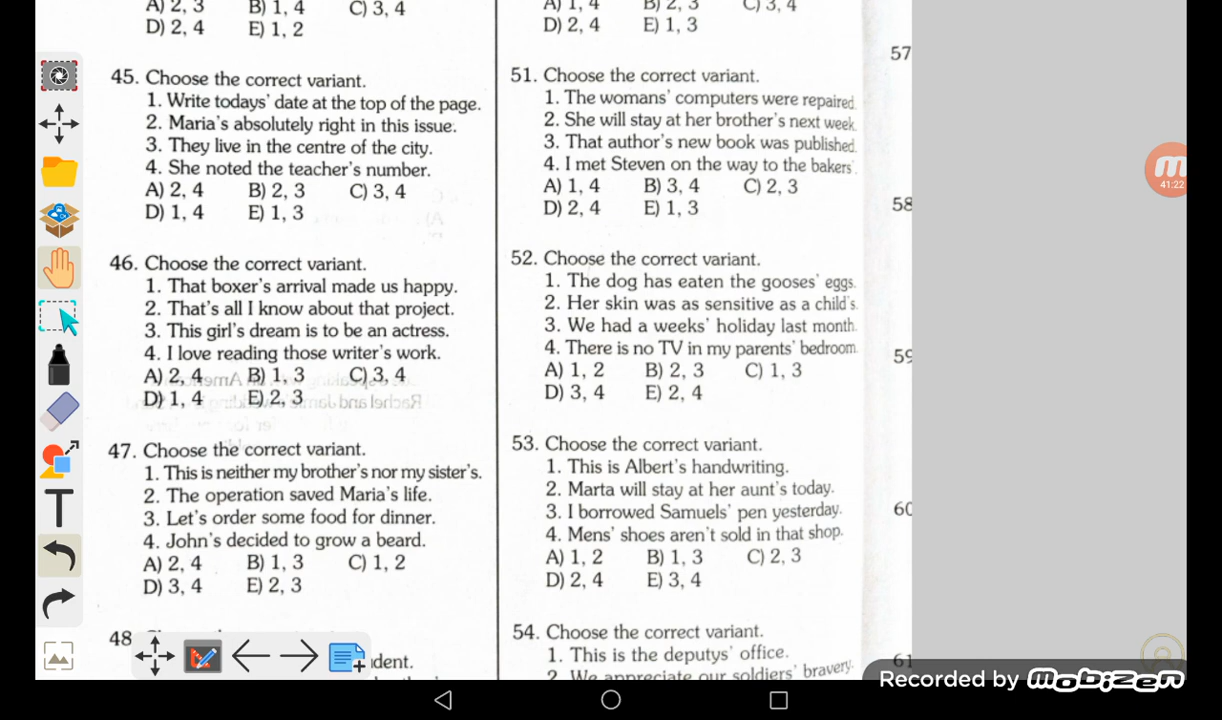 A) 2, 3 B) 1, 4 C) 3, 4
D) 2, 4 E) 1, 2
45. Choose the correct variant.
1. Write todays' date at the top of the page.
2. Maria's absolutely right in this issue.
3. They live in the centre of the city.
4. She noted the teacher's number.
A) 2, 4 B) 2, 3 C) 3, 4
D) 1, 4 E) 1, 3
46. Choose the correct variant.
1. That boxer's arrival made us happy.
2. That's all I know about that project.
3. This girl's dream is to be an actress.
4. I love reading those writer's work.
A) 2, 4 B) 1, 3 C) 3, 4
D) 1, 4 E) 2, 3
47. Choose the correct variant.
1. This is neither my brother's nor my sister's.
2. The operation saved Maria's life.
3. Let's order some food for dinner.
4. John's decided to grow a beard.
A) 2, 4 B) 1, 3 C) 1, 2
D) 3, 4 E) 2, 3
48
dent.
A) 1, 4 B) 2, 3 C) 3, 4
D) 2, 4 E) 1, 3
51. Choose the correct variant.
1. The womans' computers were repaired.
2. She will stay at her brother's next week.
3. That author's new book was published.
4. I met Steven on the way to the bakers'.
A) 1, 4 B) 3, 4 C) 2, 3
D) 2, 4 E) 1, 3
52. Choose the correct variant.
1. The dog has eaten the gooses' eggs.
2. Her skin was as sensitive as a child's.
3. We had a weeks' holiday last month.
4. There is no TV in my parents' bedroom.
A) 1, 2 B) 2, 3 C) 1, 3
D) 3, 4 E) 2, 4
53. Choose the correct variant.
1. This is Albert's handwriting.
2. Marta will stay at her aunt's today.
3. I borrowed Samuels' pen yesterday.
4. Mens' shoes aren't sold in that shop.
A) 1, 2 B) 1, 3 C) 2, 3
D) 2, 4 E) 3, 4
54. Choose the correct variant.
1. This is the deputys' office.
2. We appreciate our soldiers' bravery.
57
58
59
60
61
T
41:22
Recorded by mobizen